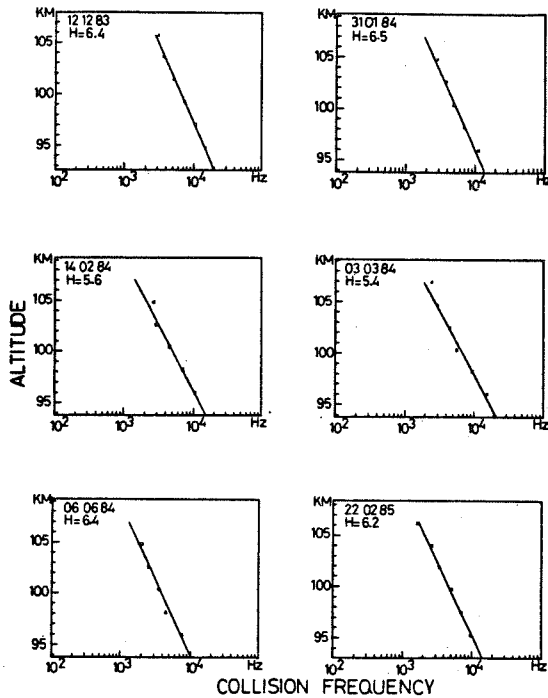 KM
12 12 83
H=6.4
105
100
95
10² 10³ 10⁴ Hz
KM
31 01 84
H=6·5
105
100
95
10² 10³ 10⁴ Hz
KM
14 02 84
H=5·6
105
100
95
10² 10³ 10⁴ Hz
KM
03 03 84
H=5.4
105
100
95
10² 10³ 10⁴ Hz
KM
06 06 84
H=6.4
105
100
95
10² 10³ 10⁴ Hz
KM
22 02 85
H=6.2
105
100
95
10² 10³ 10⁴ Hz
ALTITUDE
COLLISION FREQUENCY